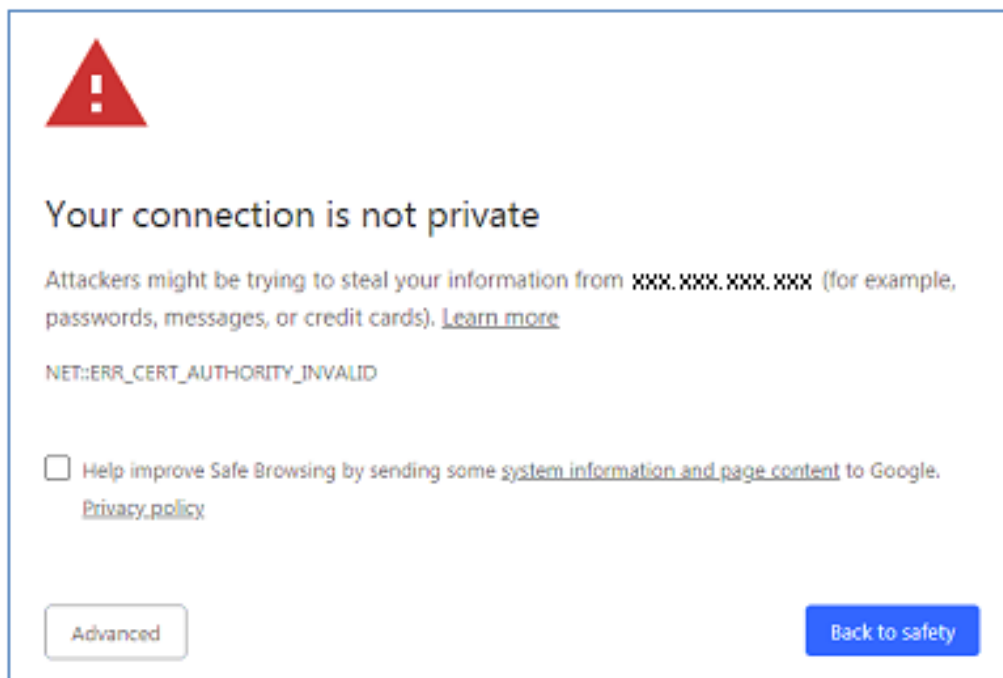 Your connection is not private
Attackers might be trying to steal your information from xxx.xxx.xxx.xxx (for example,
passwords, messages, or credit cards). Learn more
NET::ERR_CERT_AUTHORITY_INVALID
Help improve Safe Browsing by sending some system information and page content to Google.
Privacy policy
Advanced
Back to safety